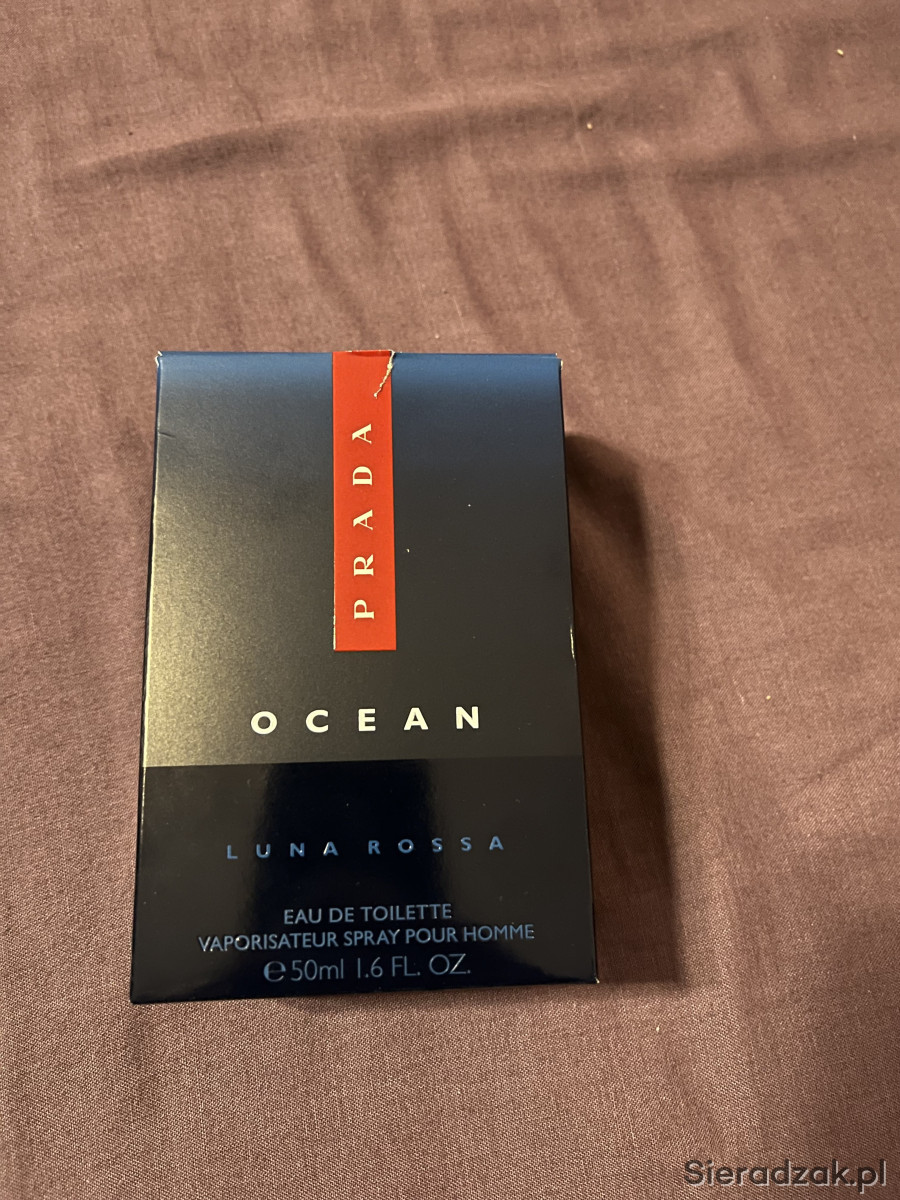 PRADA
OCEAN
LUNA ROSSA
EAU DE TOILETTE
VAPORISATEUR SPRAY POUR HOMME
℮50ml 1.6 FL. OZ.
Sieradzak.pl